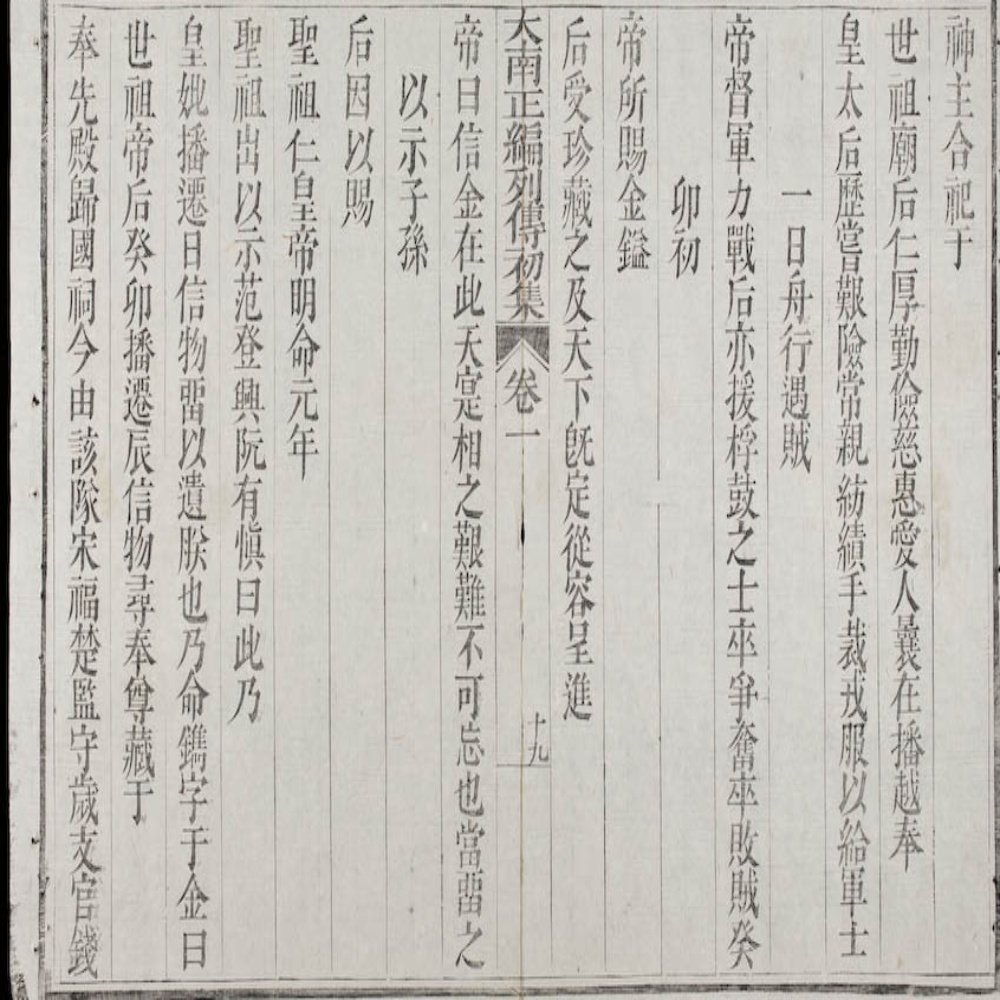 神主合祀于
世祖廟后仁厚勤儉慈惠愛人曩在播越奉
皇太后歷嘗艱險常親紡績手裁戎服以給軍士
一日舟行遇賊
帝督軍力戰后亦援桴鼓之士卒爭奮卒敗賊癸
卯初
帝所賜金鎰
后受珍藏之及天下旣定從容呈進
大南正編列傳初集 卷一 十九
帝曰信金在此天寔相之艱難不可忘也當畱之
以示子孫
后因以賜
聖祖仁皇帝明命元年
聖祖出以示范登興阮有慎曰此乃
皇妣播遷日信物畱以遺朕也乃命鐫字于金曰
世祖帝后癸卯播遷辰信物尋奉尊藏于
奉先殿歸國祠今由該隊宋福楚監守歲支官錢